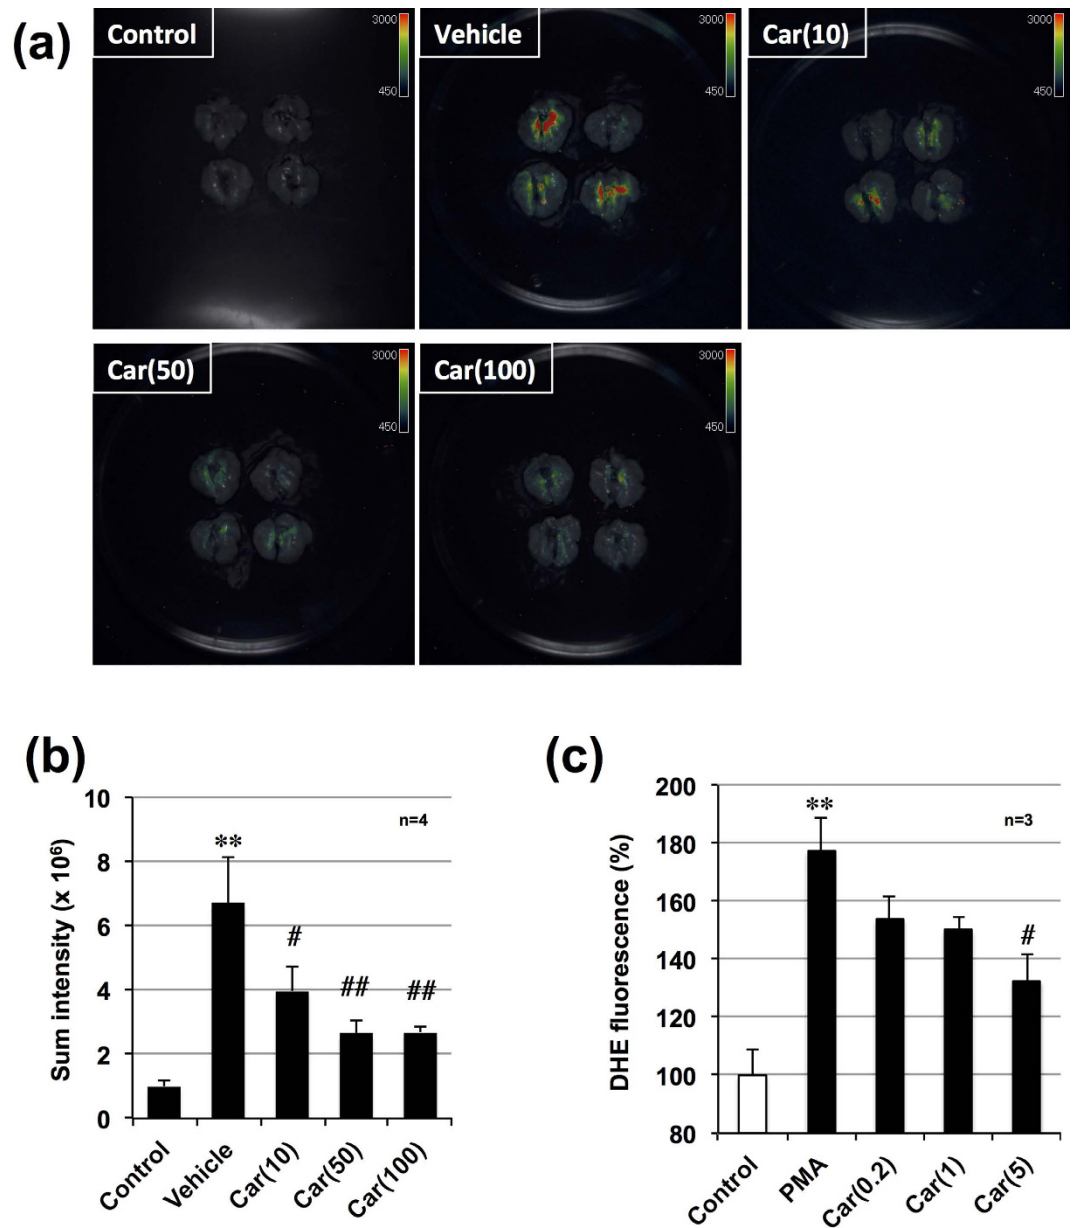 (a)
Control
3000
450
Vehicle
3000
450
Car(10)
3000
450
Car(50)
3000
450
Car(100)
3000
450
(b)
Sum intensity (x 10⁶)
10
8
6
4
2
0
n=4
**
#
##
##
Control
Vehicle
Car(10)
Car(50)
Car(100)
(c)
DHE fluorescence (%)
200
180
160
140
120
100
80
n=3
**
#
Control
PMA
Car(0.2)
Car(1)
Car(5)